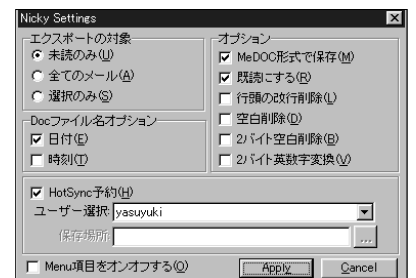 Nicky Settings
エクスポートの対象
未読のみ(U)
全てのメール(A)
選択のみ(S)
Docファイル名オプション
日付(E)
時刻(T)
オプション
MeDOC形式で保存(M)
既読にする(R)
行頭の改行削除(L)
空白削除(D)
2バイト空白削除(B)
2バイト英数字変換(V)
HotSync予約(H)
ユーザー選択 yasuyuki
保存場所 ...
Menu項目をオンオフする(O)
Apply Cancel